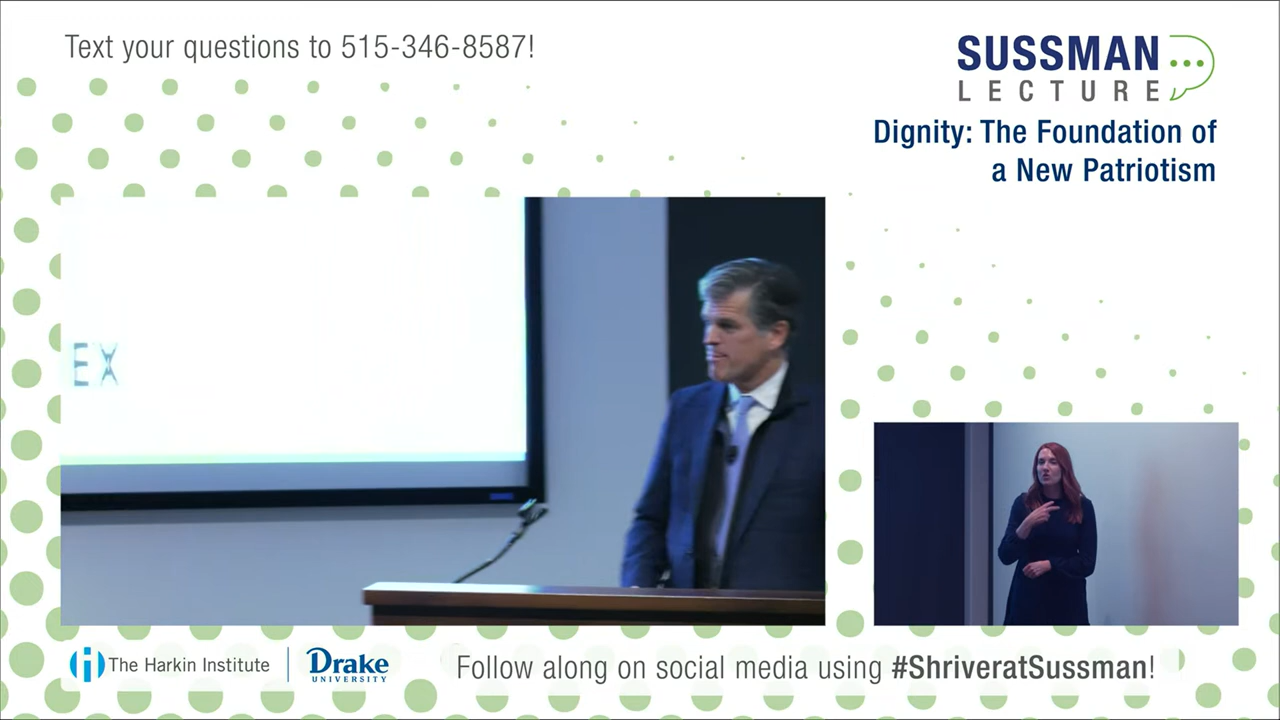 Text your questions to 515-346-8587!
SUSSMAN
LECTURE
Dignity: The Foundation of
a New Patriotism
EX
The Harkin Institute
Drake
UNIVERSITY
Follow along on social media using #ShriveratSussman!